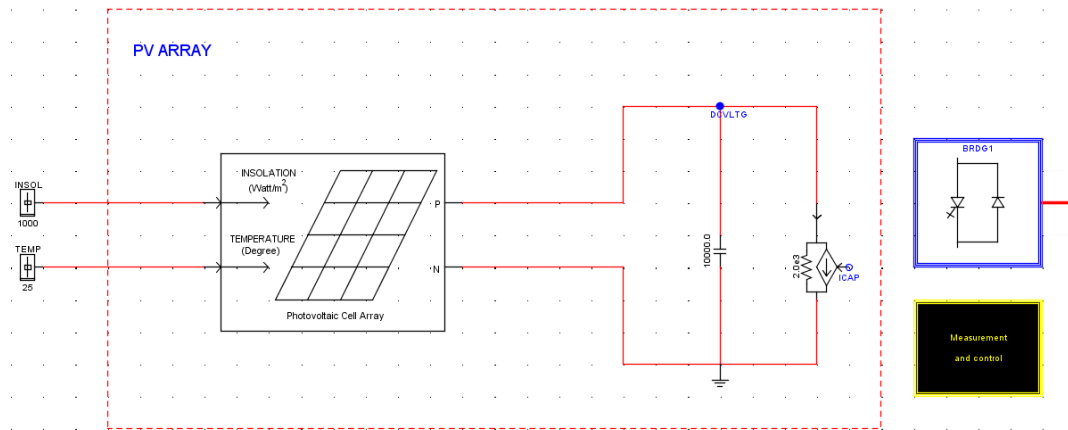 PV ARRAY
DCVLTG
BRDG1
INSOL
1000
TEMP
25
INSOLATION
(Watt/m²)
TEMPERATURE
(Degree)
P
N
Photovoltaic Cell Array
10000.0
2.0e3
ICAP
Measurement
and control